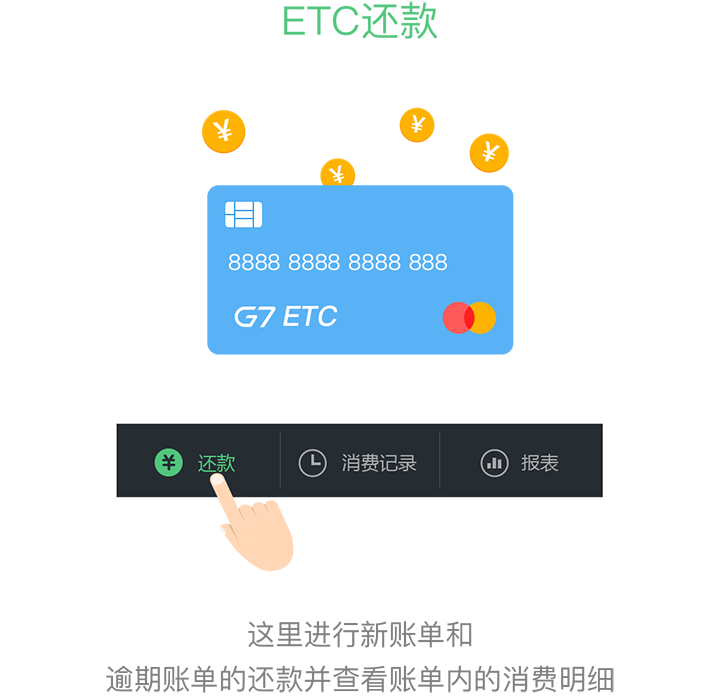 ETC还款
¥
¥
¥
¥
8888 8888 8888 888
G7 ETC
¥ 还款 消费记录 报表
这里进行新账单和
逾期账单的还款并查看账单内的消费明细